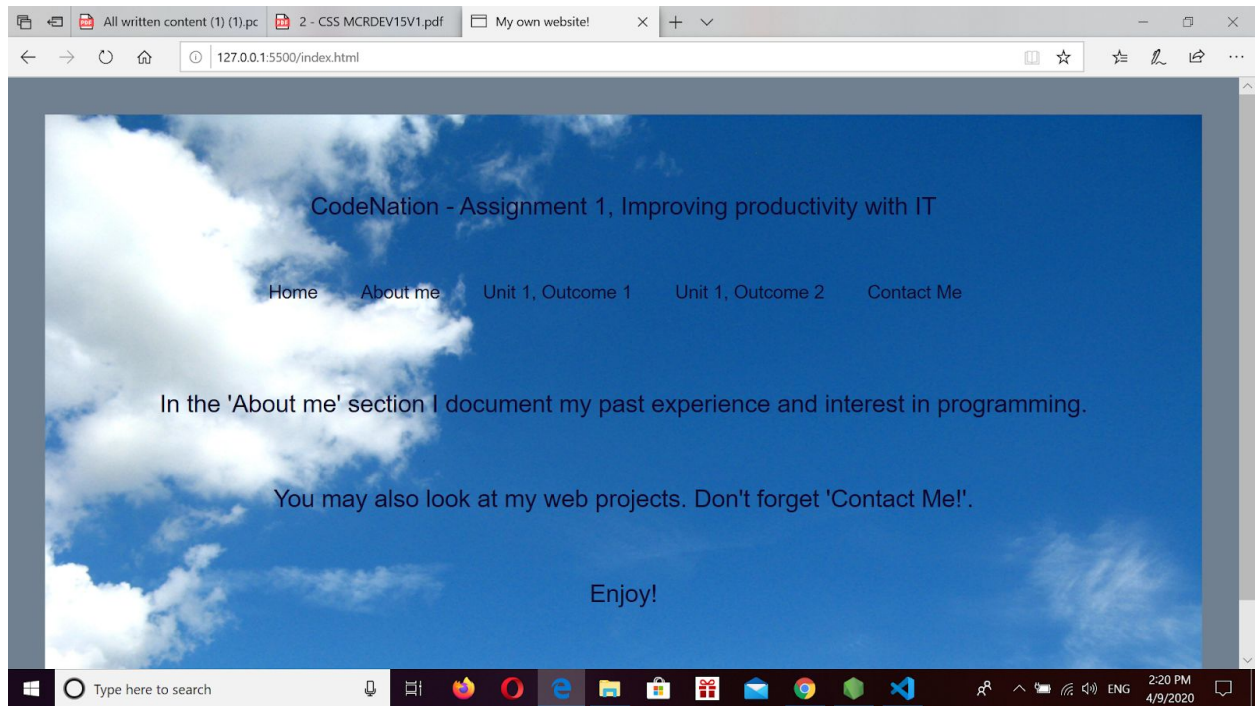 All written content (1) (1).pc
2 - CSS MCRDEV15V1.pdf
My own website!
127.0.0.1:5500/index.html
CodeNation - Assignment 1, Improving productivity with IT
Home About me Unit 1, Outcome 1 Unit 1, Outcome 2 Contact Me
In the 'About me' section I document my past experience and interest in programming.
You may also look at my web projects. Don't forget 'Contact Me!'.
Enjoy!
Type here to search
ENG
2:20 PM
4/9/2020